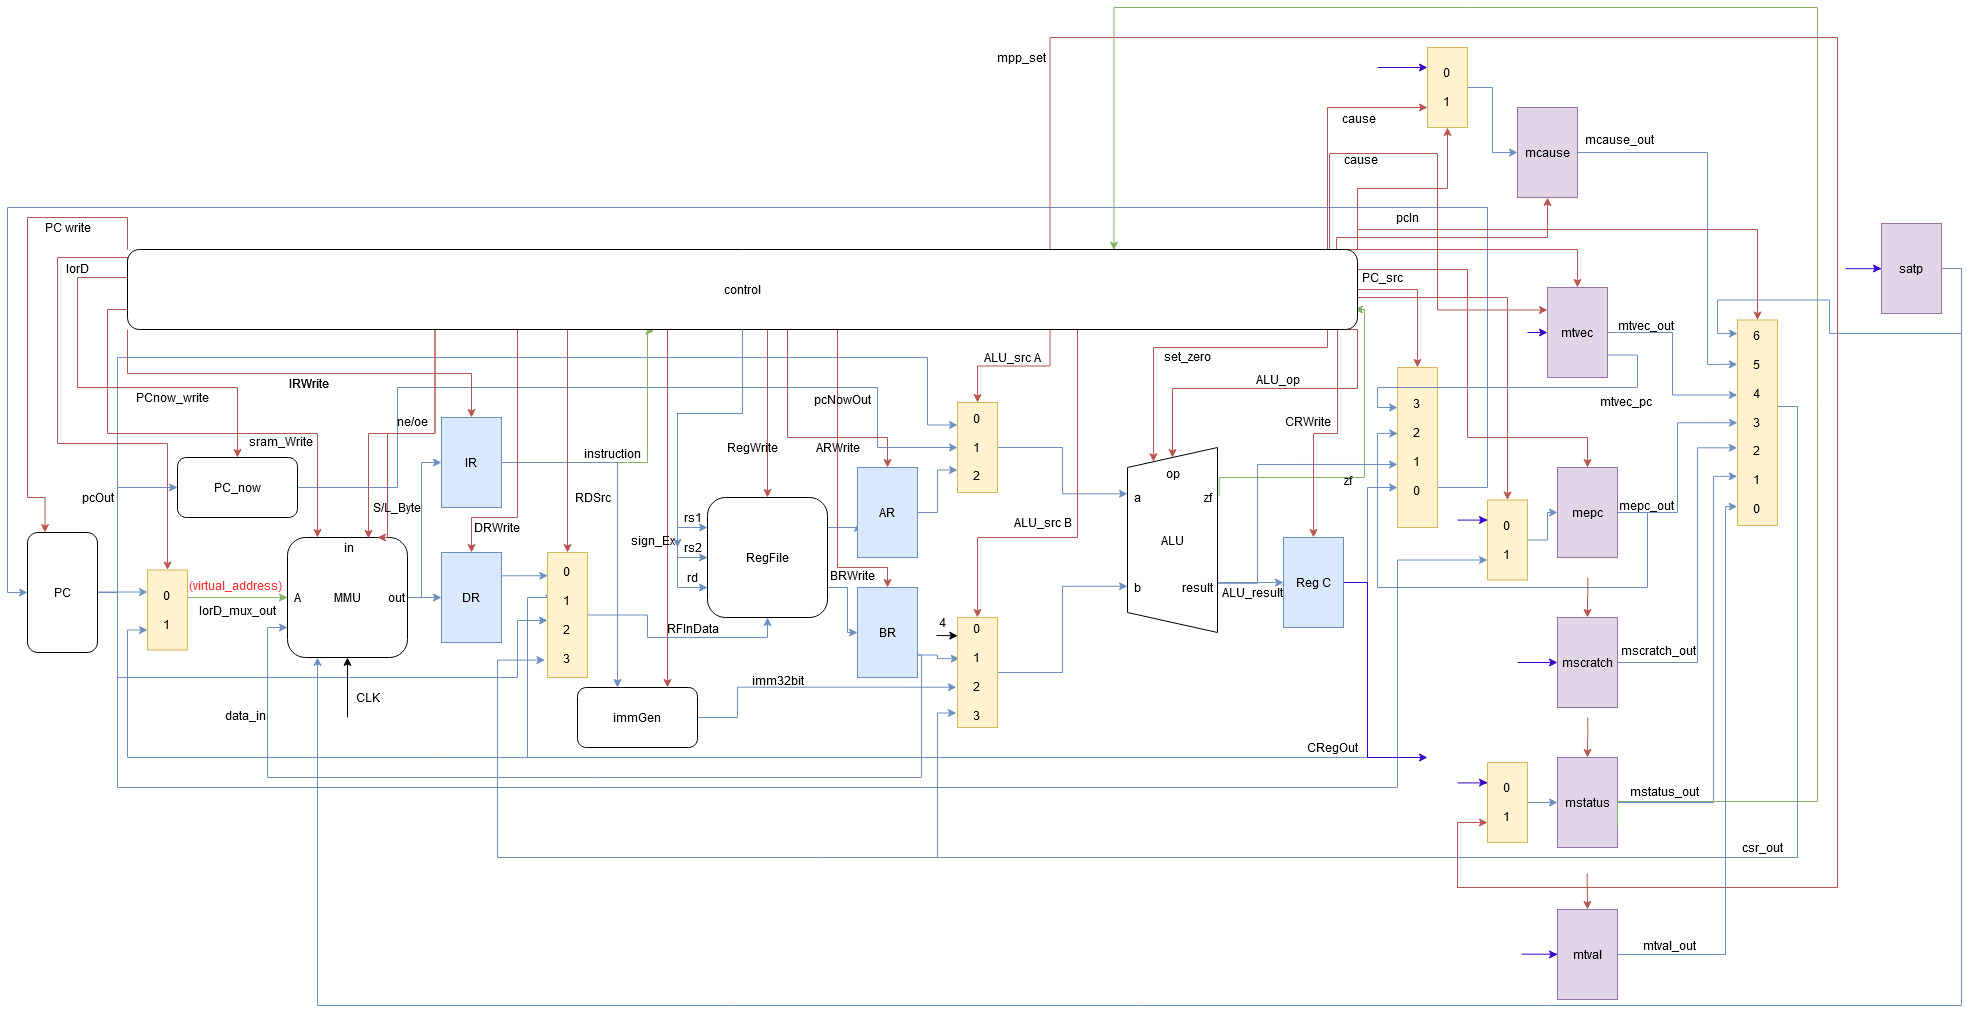 mpp_set
0
1
cause
mcause
mcause_out
cause
pcIn
PC write
IorD
control
PC_src
satp
mtvec
mtvec_out
6
5
4
3
2
1
0
set_zero
ALU_src A
ALU_op
IRWrite
PCnow_write
pcNowOut
mtvec_pc
ne/oe
sram_Write
CRWrite
0
1
2
3
2
1
0
RegWrite
ARWrite
instruction
IR
op
a
zf
zf
PC_now
pcOut
S/L_Byte
RDSrc
DRWrite
AR
ALU_src B
mepc
mepc_out
0
1
rs1
rs2
rd
sign_Ex
RegFile
ALU
in
MMU
A
out
(virtual_address)
IorD_mux_out
PC
0
1
DR
0
1
2
3
BRWrite
b
result
ALU_result
Reg C
RFInData
BR
4
0
1
2
3
mscratch
mscratch_out
CLK
imm32bit
data_in
immGen
CRegOut
0
1
mstatus
mstatus_out
csr_out
mtval
mtval_out